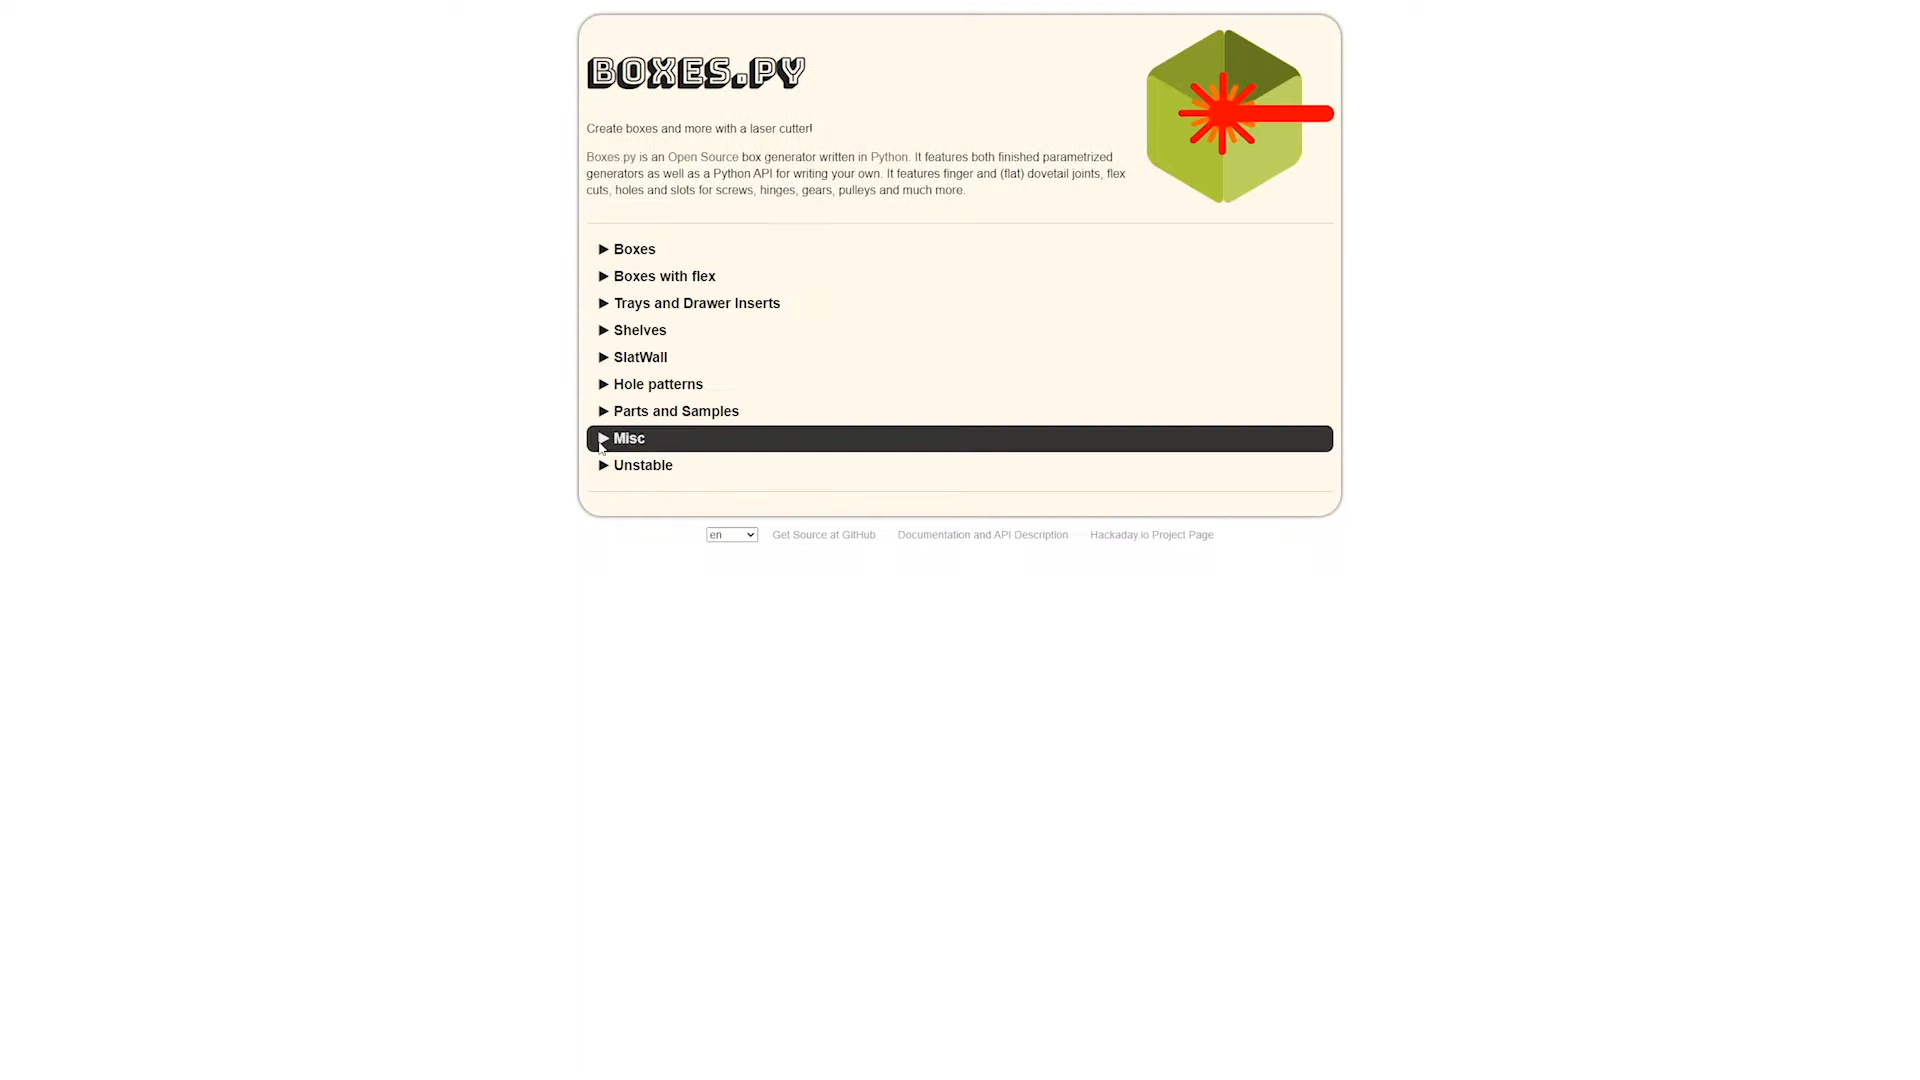 BOXES.PY
Create boxes and more with a laser cutter!
Boxes.py is an Open Source box generator written in Python. It features both finished parametrized
generators as well as a Python API for writing your own. It features finger and (flat) dovetail joints, flex
cuts, holes and slots for screws, hinges, gears, pulleys and much more.
Boxes
Boxes with flex
Trays and Drawer Inserts
Shelves
SlatWall
Hole patterns
Parts and Samples
Misc
Unstable
en Get Source at GitHub Documentation and API Description Hackaday.io Project Page